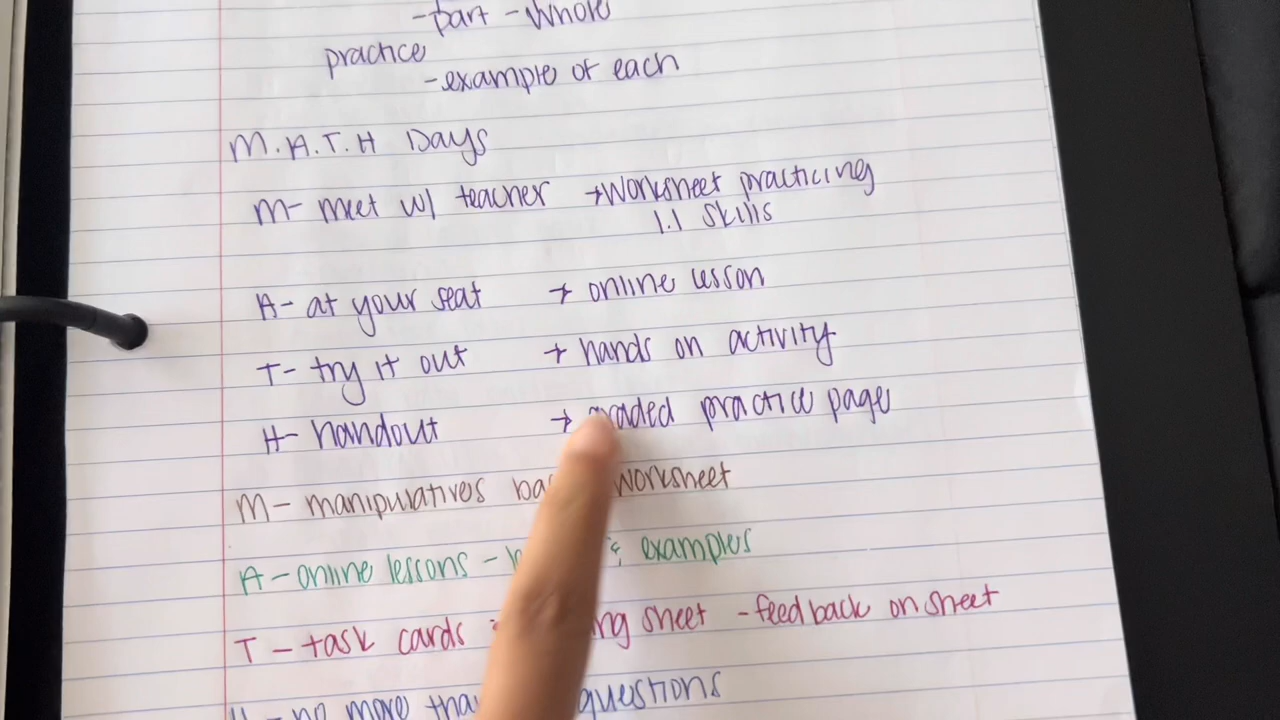 -part - Whole
practice
-example of each
M.A.T.H Days
M- meet w/ teacher → Worksheet practicing
1.1 Skills
A- at your seat → online lesson
T- try it out → hands on activity
H- handout → graded practice page
M- manipulatives worksheet
A - online lessons - & examples
T - task cards sheet - feedback on sheet
H - no more questions